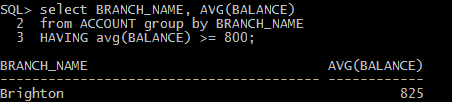 SQL> select BRANCH_NAME, AVG(BALANCE)
2 from ACCOUNT group by BRANCH_NAME
3 HAVING avg(BALANCE) >= 800;
BRANCH_NAME AVG(BALANCE)
---------------------------------------- ------------
Brighton 825